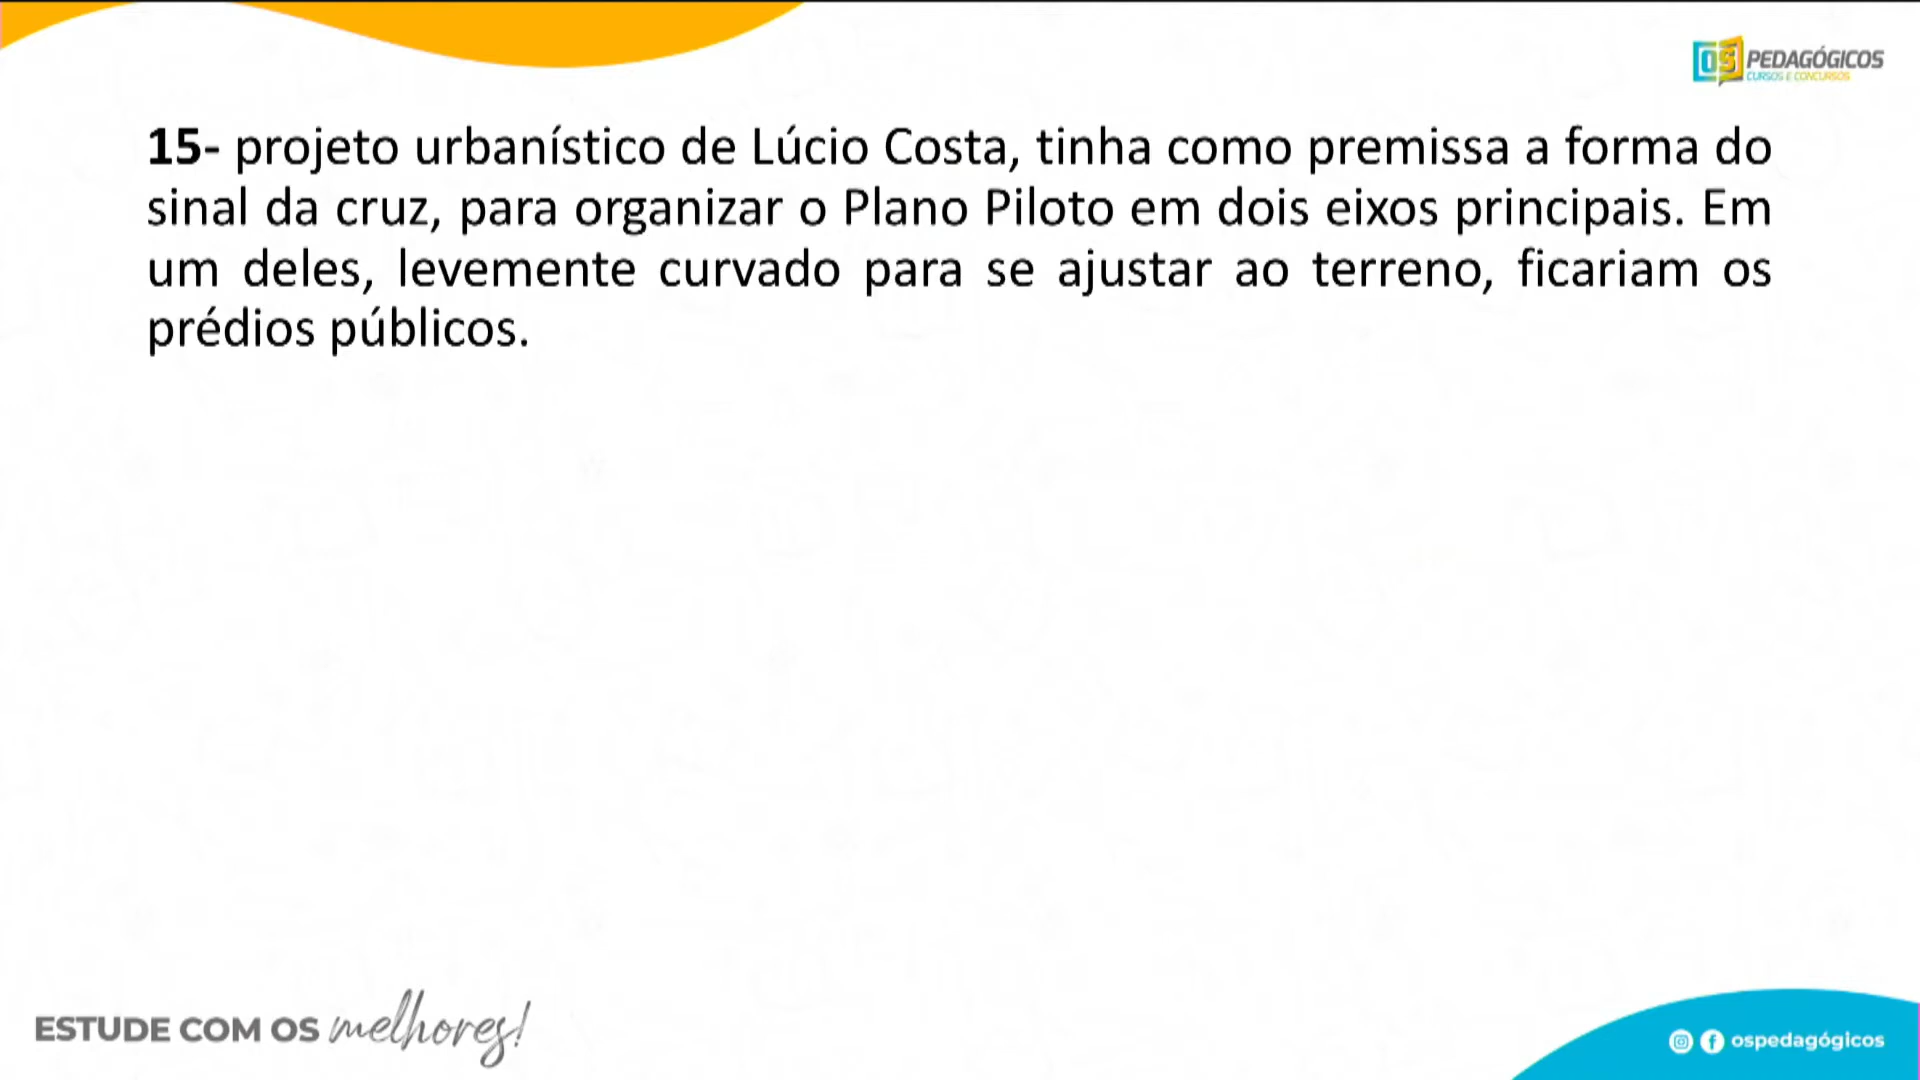 OS PEDAGÓGICOS
CURSOS E CONCURSOS
15- projeto urbanístico de Lúcio Costa, tinha como premissa a forma do
sinal da cruz, para organizar o Plano Piloto em dois eixos principais. Em
um deles, levemente curvado para se ajustar ao terreno, ficariam os
prédios públicos.
ESTUDE COM OS melhores!
ospedagógicos